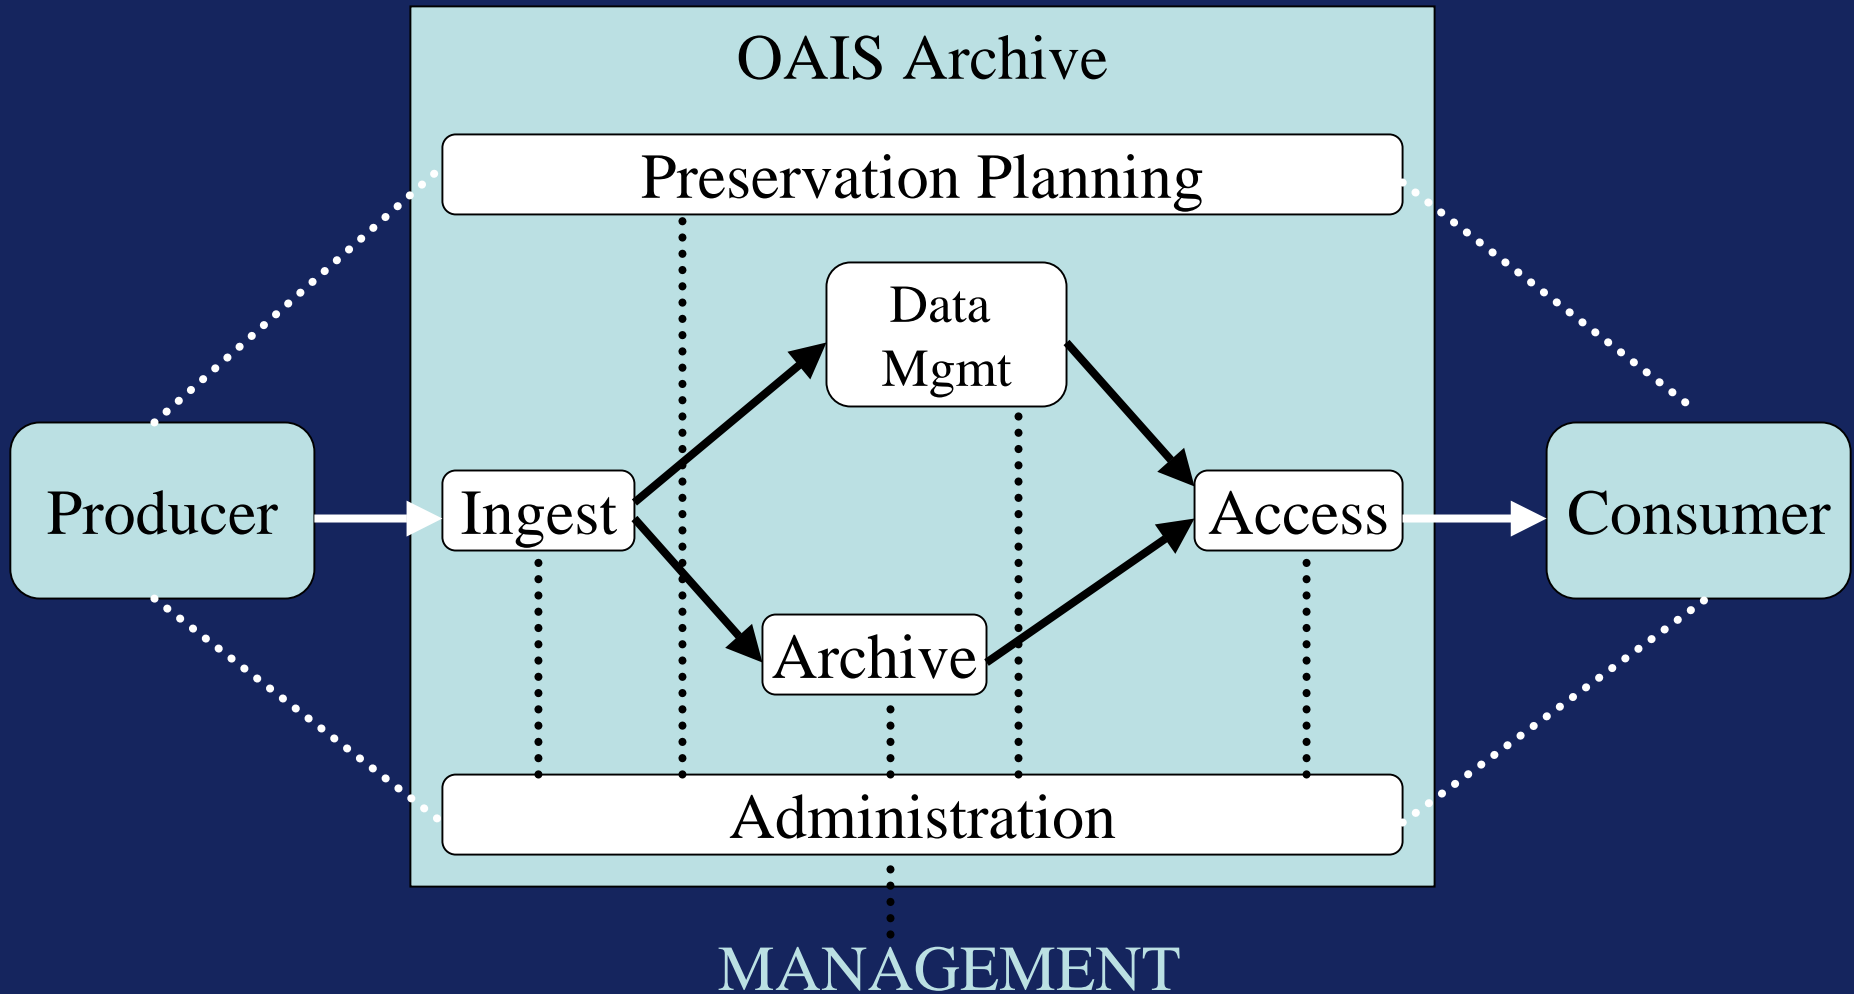 OAIS Archive
Preservation Planning
Data
Mgmt
Producer
Ingest
Access
Consumer
Archive
Administration
MANAGEMENT